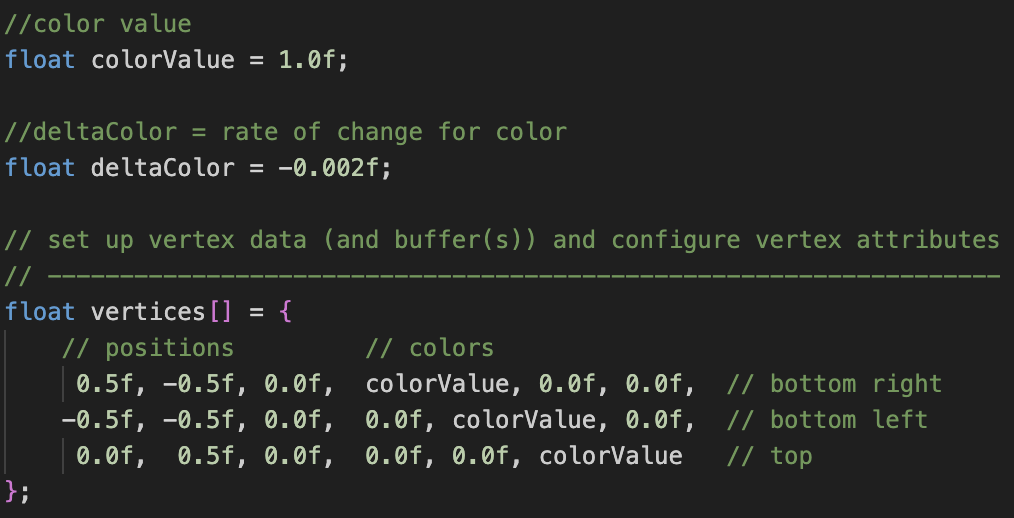 //color value
float colorValue = 1.0f;
//deltaColor = rate of change for color
float deltaColor = -0.002f;
// set up vertex data (and buffer(s)) and configure vertex attributes
// ------------------------------------------------------------------
float vertices[] = {
// positions         // colors
0.5f, -0.5f, 0.0f,  colorValue, 0.0f, 0.0f,  // bottom right
-0.5f, -0.5f, 0.0f,  0.0f, colorValue, 0.0f,  // bottom left
0.0f,  0.5f, 0.0f,  0.0f, 0.0f, colorValue   // top
};